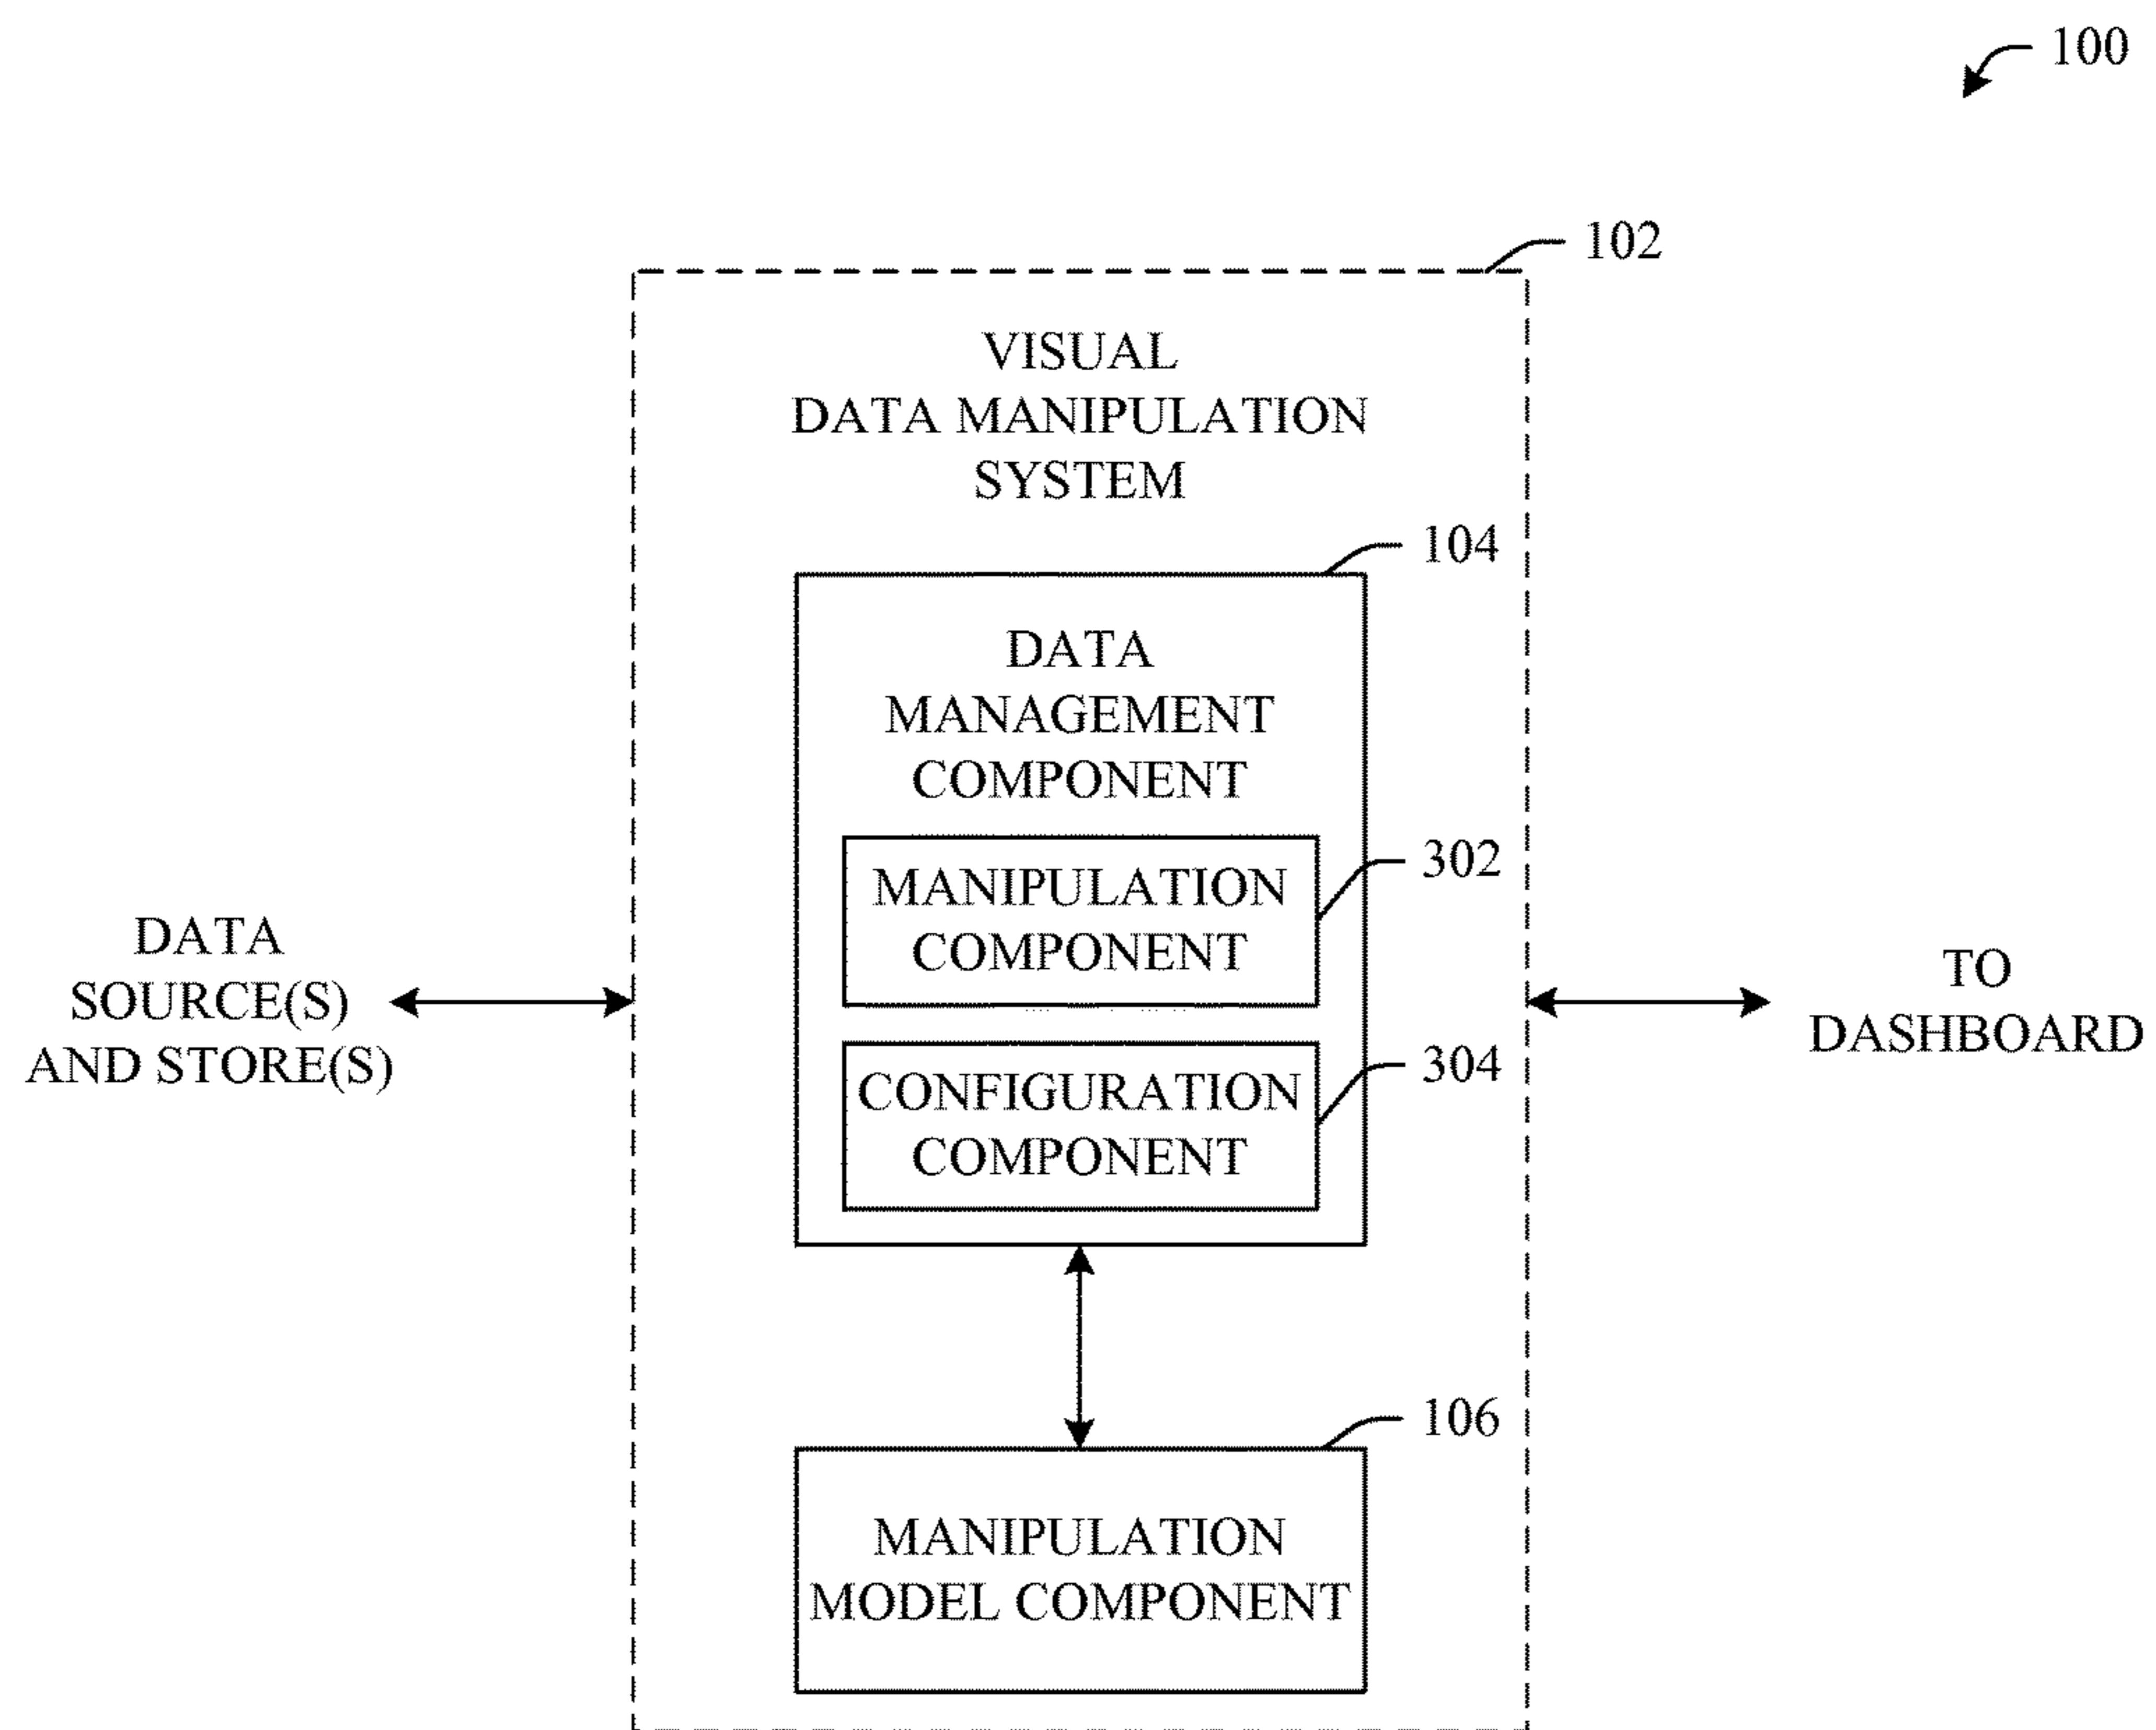 100
102
VISUAL
DATA MANIPULATION
SYSTEM
104
DATA
MANAGEMENT
COMPONENT
MANIPULATION
COMPONENT
302
CONFIGURATION
COMPONENT
304
DATA
SOURCE(S)
AND STORE(S)
TO
DASHBOARD
106
MANIPULATION
MODEL COMPONENT